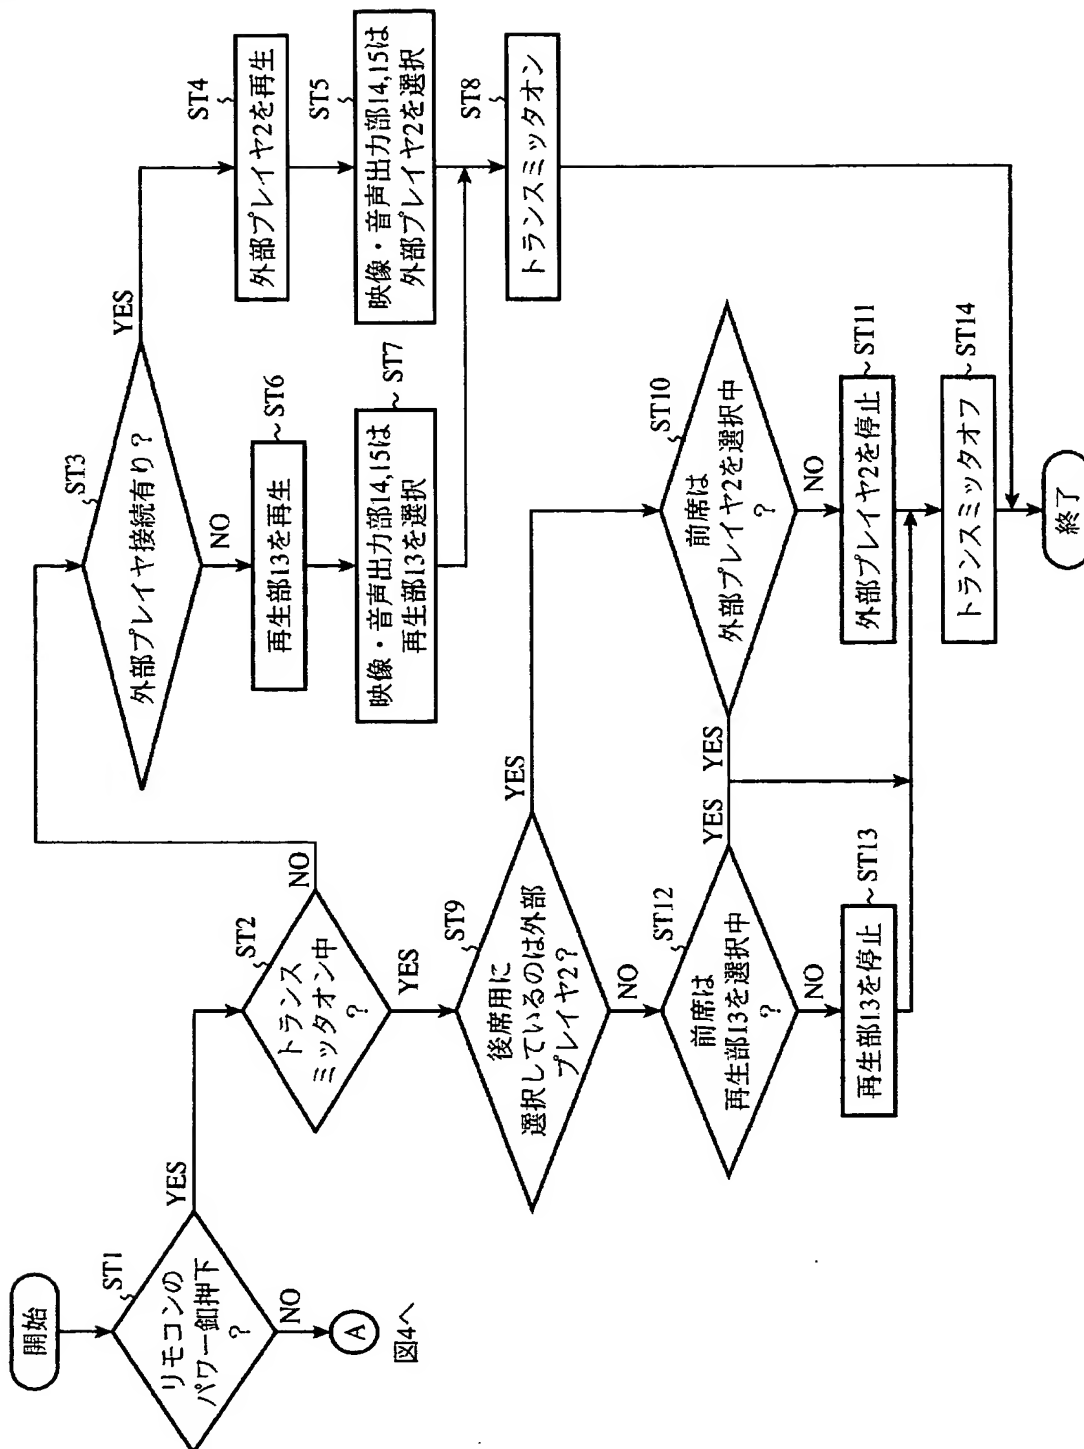 開始
ST1
リモコンの
パワー釦押下
?
YES
NO
A
図4へ
ST2
トランス
ミッタオン中
?
NO
YES
ST3
外部プレイヤ接続有り?
YES
NO
ST4
外部プレイヤ2を再生
ST5
映像・音声出力部14,15は
外部プレイヤ2を選択
ST6
再生部13を再生
ST7
映像・音声出力部14,15は
再生部13を選択
ST8
トランスミッタオン
ST9
後席用に
選択しているのは外部
プレイヤ2?
YES
NO
ST10
前席は
外部プレイヤ2を選択中
?
YES
NO
ST11
外部プレイヤ2を停止
ST12
前席は
再生部13を選択中
?
YES
NO
ST13
再生部13を停止
ST14
トランスミッタオフ
終了